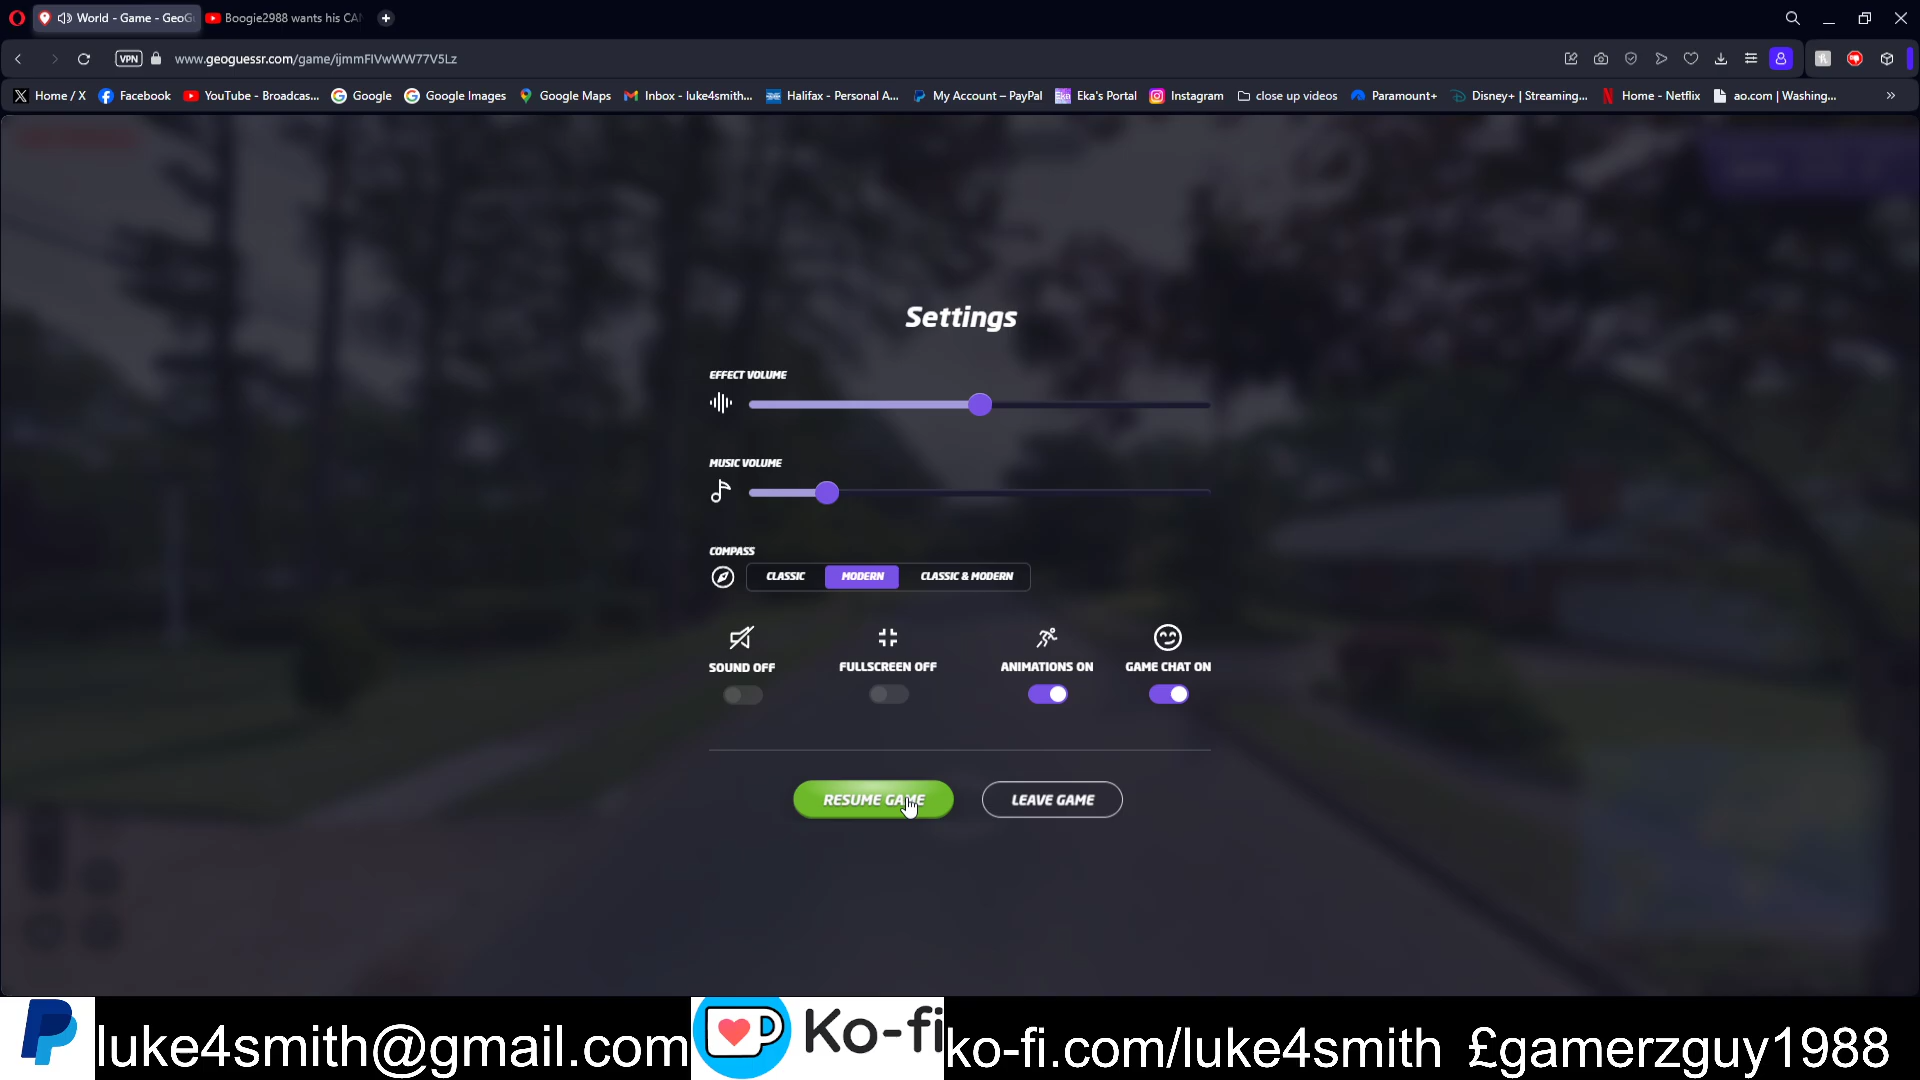 World - Game - GeoG
Boogie2988 wants his CA
VPN
www.geoguessr.com/game/ijmmFIVwWW77V5Lz
Home / X
Facebook
YouTube - Broadcas...
Google
Google Images
Google Maps
Inbox - luke4smith...
Halifax - Personal A...
My Account – PayPal
Eka's Portal
Instagram
close up videos
Paramount+
Disney+ | Streaming...
Home - Netflix
ao.com | Washing...
Settings
EFFECT VOLUME
MUSIC VOLUME
COMPASS
CLASSIC
MODERN
CLASSIC & MODERN
SOUND OFF
FULLSCREEN OFF
ANIMATIONS ON
GAME CHAT ON
RESUME GAME
LEAVE GAME
luke4smith@gmail.com
Ko-fi
ko-fi.com/luke4smith £gamerzguy1988